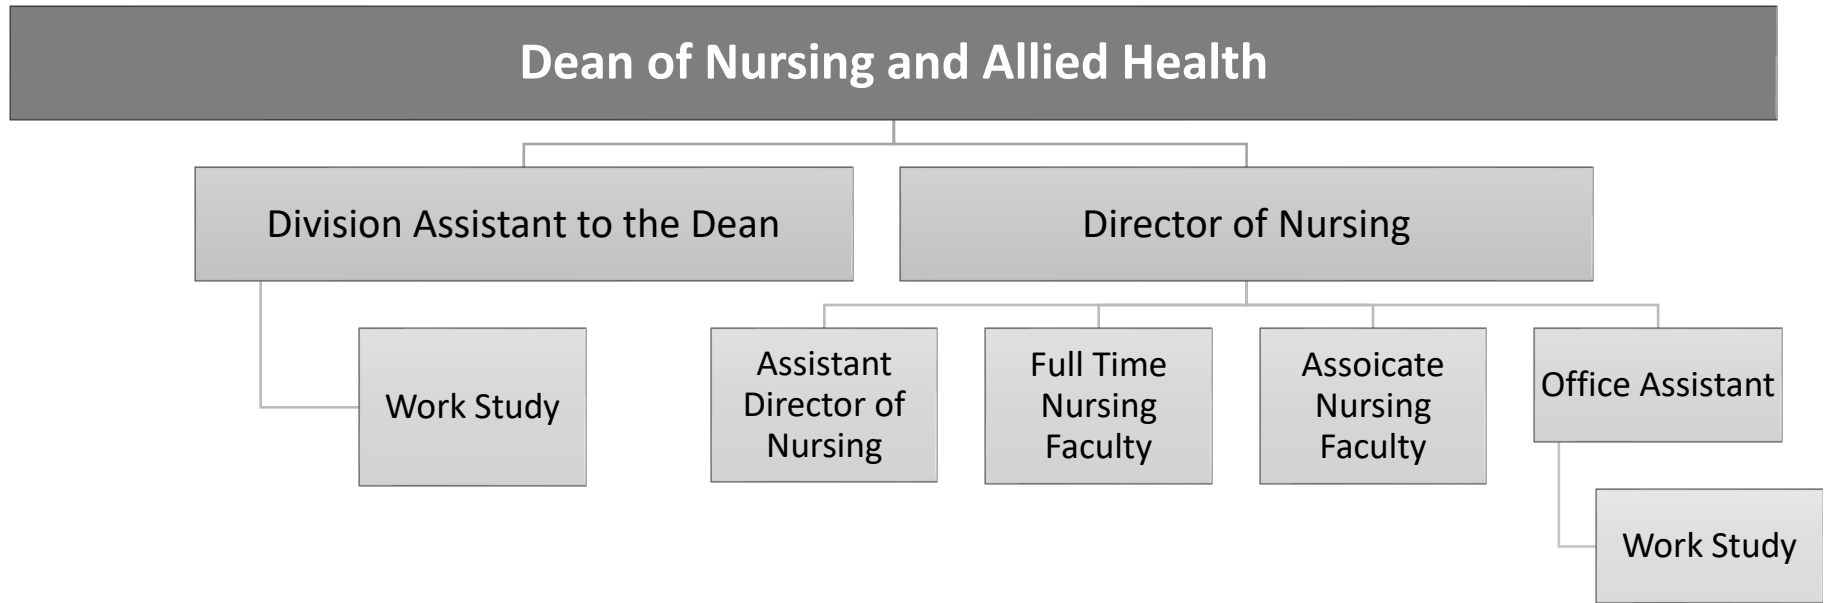 Dean of Nursing and Allied Health
Division Assistant to the Dean
Director of Nursing
Work Study
Assistant
Director of
Nursing
Full Time
Nursing
Faculty
Assoicate
Nursing
Faculty
Office Assistant
Work Study